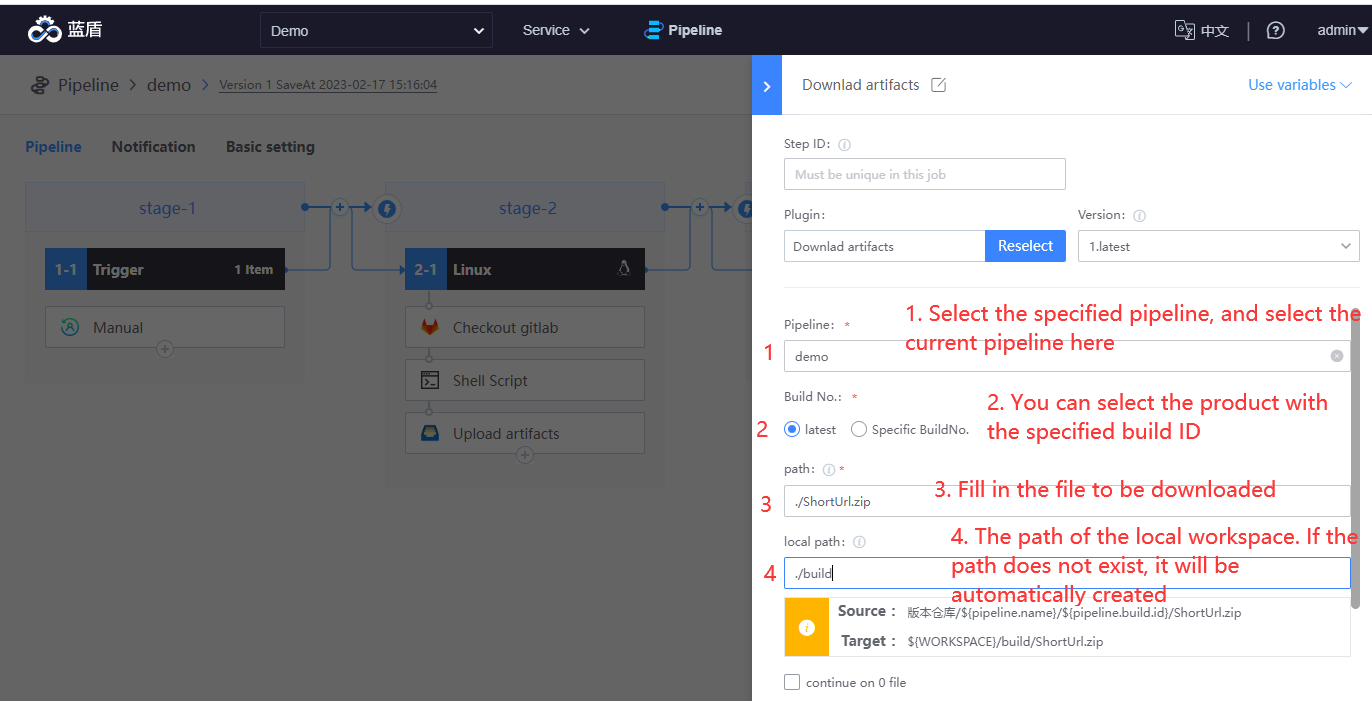 蓝盾
Demo
Service
Pipeline
中文
admin
Pipeline > demo > Version 1 SaveAt 2023-02-17 15:16:04
Pipeline
Notification
Basic setting
stage-1
1-1 Trigger 1 Item
Manual
stage-2
2-1 Linux
Checkout gitlab
Shell Script
Upload artifacts
Downlad artifacts
Use variables
Step ID:
Must be unique in this job
Plugin:
Downlad artifacts
Reselect
Version:
1.latest
Pipeline: *
1. Select the specified pipeline, and select the
current pipeline here
1
demo
Build No.: *
2. You can select the product with
the specified build ID
2
latest
Specific BuildNo.
path: *
3. Fill in the file to be downloaded
3
./ShortUrl.zip
local path:
4. The path of the local workspace. If the
path does not exist, it will be
automatically created
4
./build
Source : 版本仓库/${pipeline.name}/${pipeline.build.id}/ShortUrl.zip
Target : ${WORKSPACE}/build/ShortUrl.zip
continue on 0 file